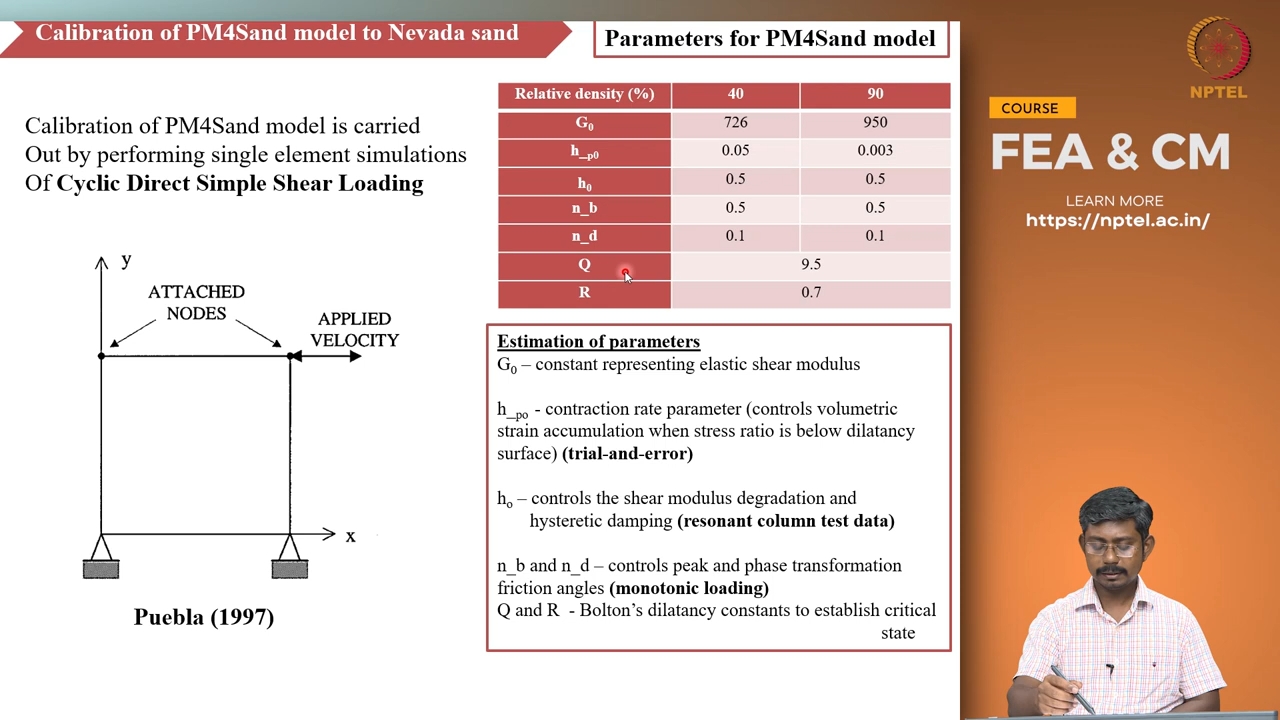 Calibration of PM4Sand model to Nevada sand
Parameters for PM4Sand model
Calibration of PM4Sand model is carried
Out by performing single element simulations
Of Cyclic Direct Simple Shear Loading
y
ATTACHED
NODES
APPLIED
VELOCITY
x
Puebla (1997)
Relative density (%) 40 90
G₀ 726 950
h_p0 0.05 0.003
h₀ 0.5 0.5
n_b 0.5 0.5
n_d 0.1 0.1
Q 9.5
R 0.7
Estimation of parameters
G₀ – constant representing elastic shear modulus
h_po - contraction rate parameter (controls volumetric
strain accumulation when stress ratio is below dilatancy
surface) (trial-and-error)
ho – controls the shear modulus degradation and
hysteretic damping (resonant column test data)
n_b and n_d – controls peak and phase transformation
friction angles (monotonic loading)
Q and R - Bolton’s dilatancy constants to establish critical
state
NPTEL
COURSE
FEA & CM
LEARN MORE
https://nptel.ac.in/